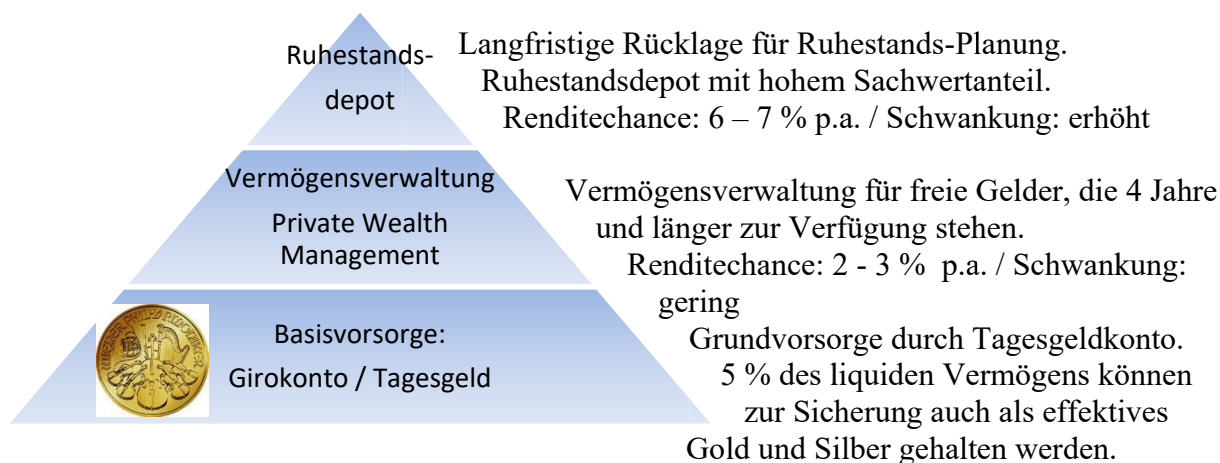 Ruhestands-
depot
Langfristige Rücklage für Ruhestands-Planung.
Ruhestandsdepot mit hohem Sachwertanteil.
Renditechance: 6 – 7 % p.a. / Schwankung: erhöht
Vermögensverwaltung
Private Wealth
Management
Vermögensverwaltung für freie Gelder, die 4 Jahre
und länger zur Verfügung stehen.
Renditechance: 2 - 3 % p.a. / Schwankung:
gering
Basisvorsorge:
Girokonto / Tagesgeld
Grundvorsorge durch Tagesgeldkonto.
5 % des liquiden Vermögens können
zur Sicherung auch als effektives
Gold und Silber gehalten werden.
WIENER PHILHARMONIKER